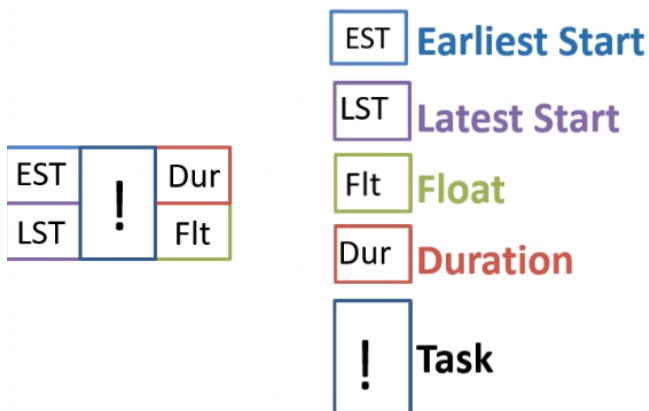 EST ! Dur
LST Flt
EST Earliest Start
LST Latest Start
Flt Float
Dur Duration
! Task